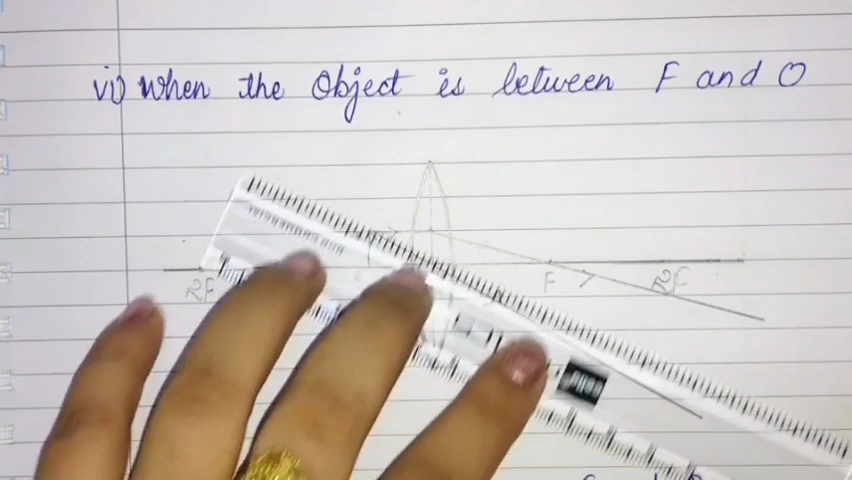 vi) When the Object is between F and O
2F
F
2F